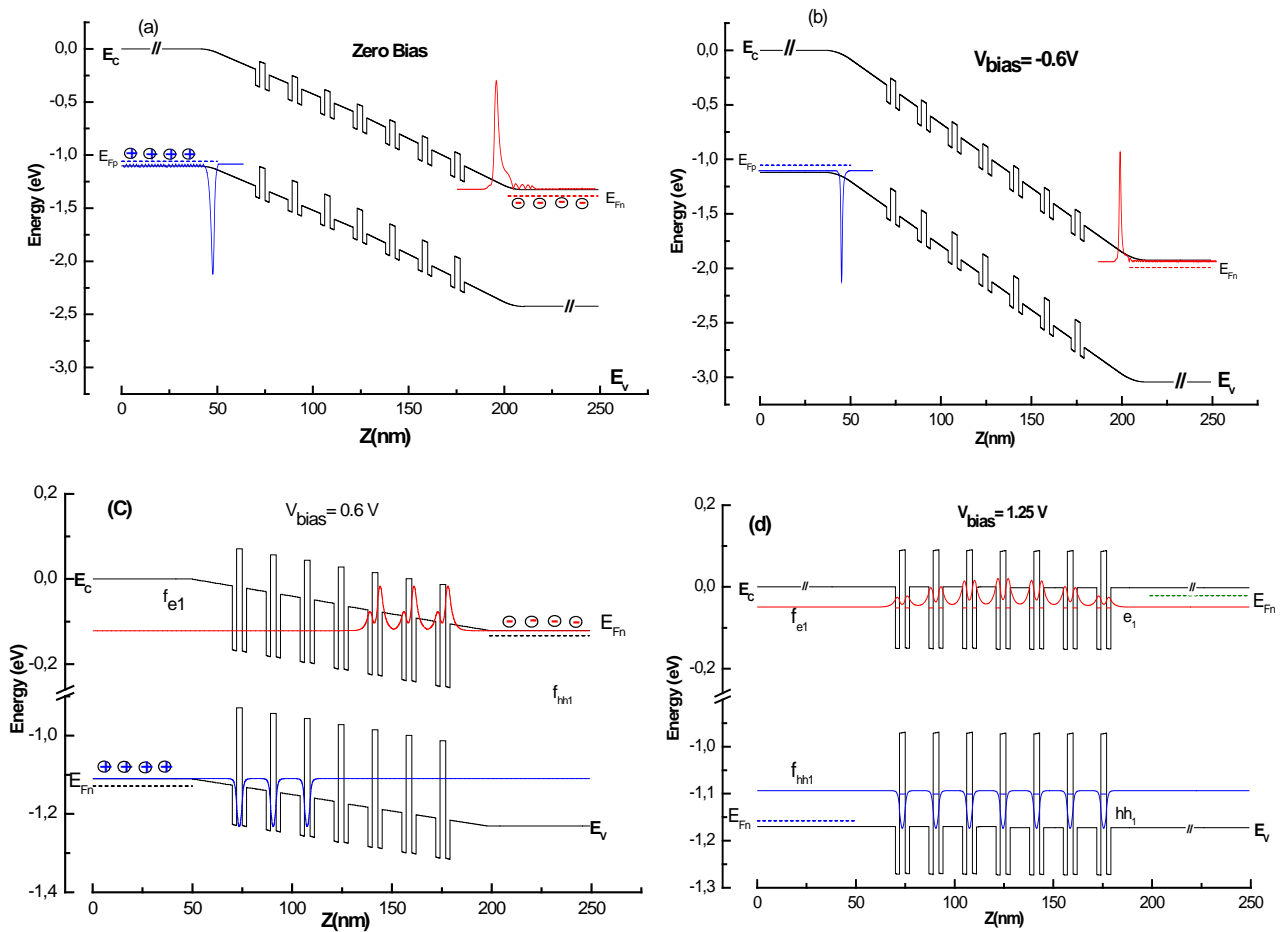 (a)
Zero Bias
E_c
E_Fp
E_Fn
E_v
0,0
-0,5
-1,0
-1,5
-2,0
-2,5
-3,0
Energy (eV)
0 50 100 150 200 250
Z(nm)
(b)
V_bias= -0.6V
E_c
E_Fp
E_Fn
E_v
0,0
-0,5
-1,0
-1,5
-2,0
-2,5
-3,0
Energy (eV)
0 50 100 150 200 250
Z(nm)
(C)
V_bias= 0.6 V
E_c
f_e1
E_Fn
f_hh1
E_Fn
E_v
0,2
0,0
-0,2
-1,0
-1,2
-1,4
Energy (eV)
0 50 100 150 200 250
Z(nm)
(d)
V_bias= 1.25 V
E_c
E_Fn
f_e1
e_1
f_hh1
hh_1
E_Fn
E_v
0,2
0,0
-0,2
-1,0
-1,1
-1,2
-1,3
Energy (eV)
0 50 100 150 200 250
Z(nm)